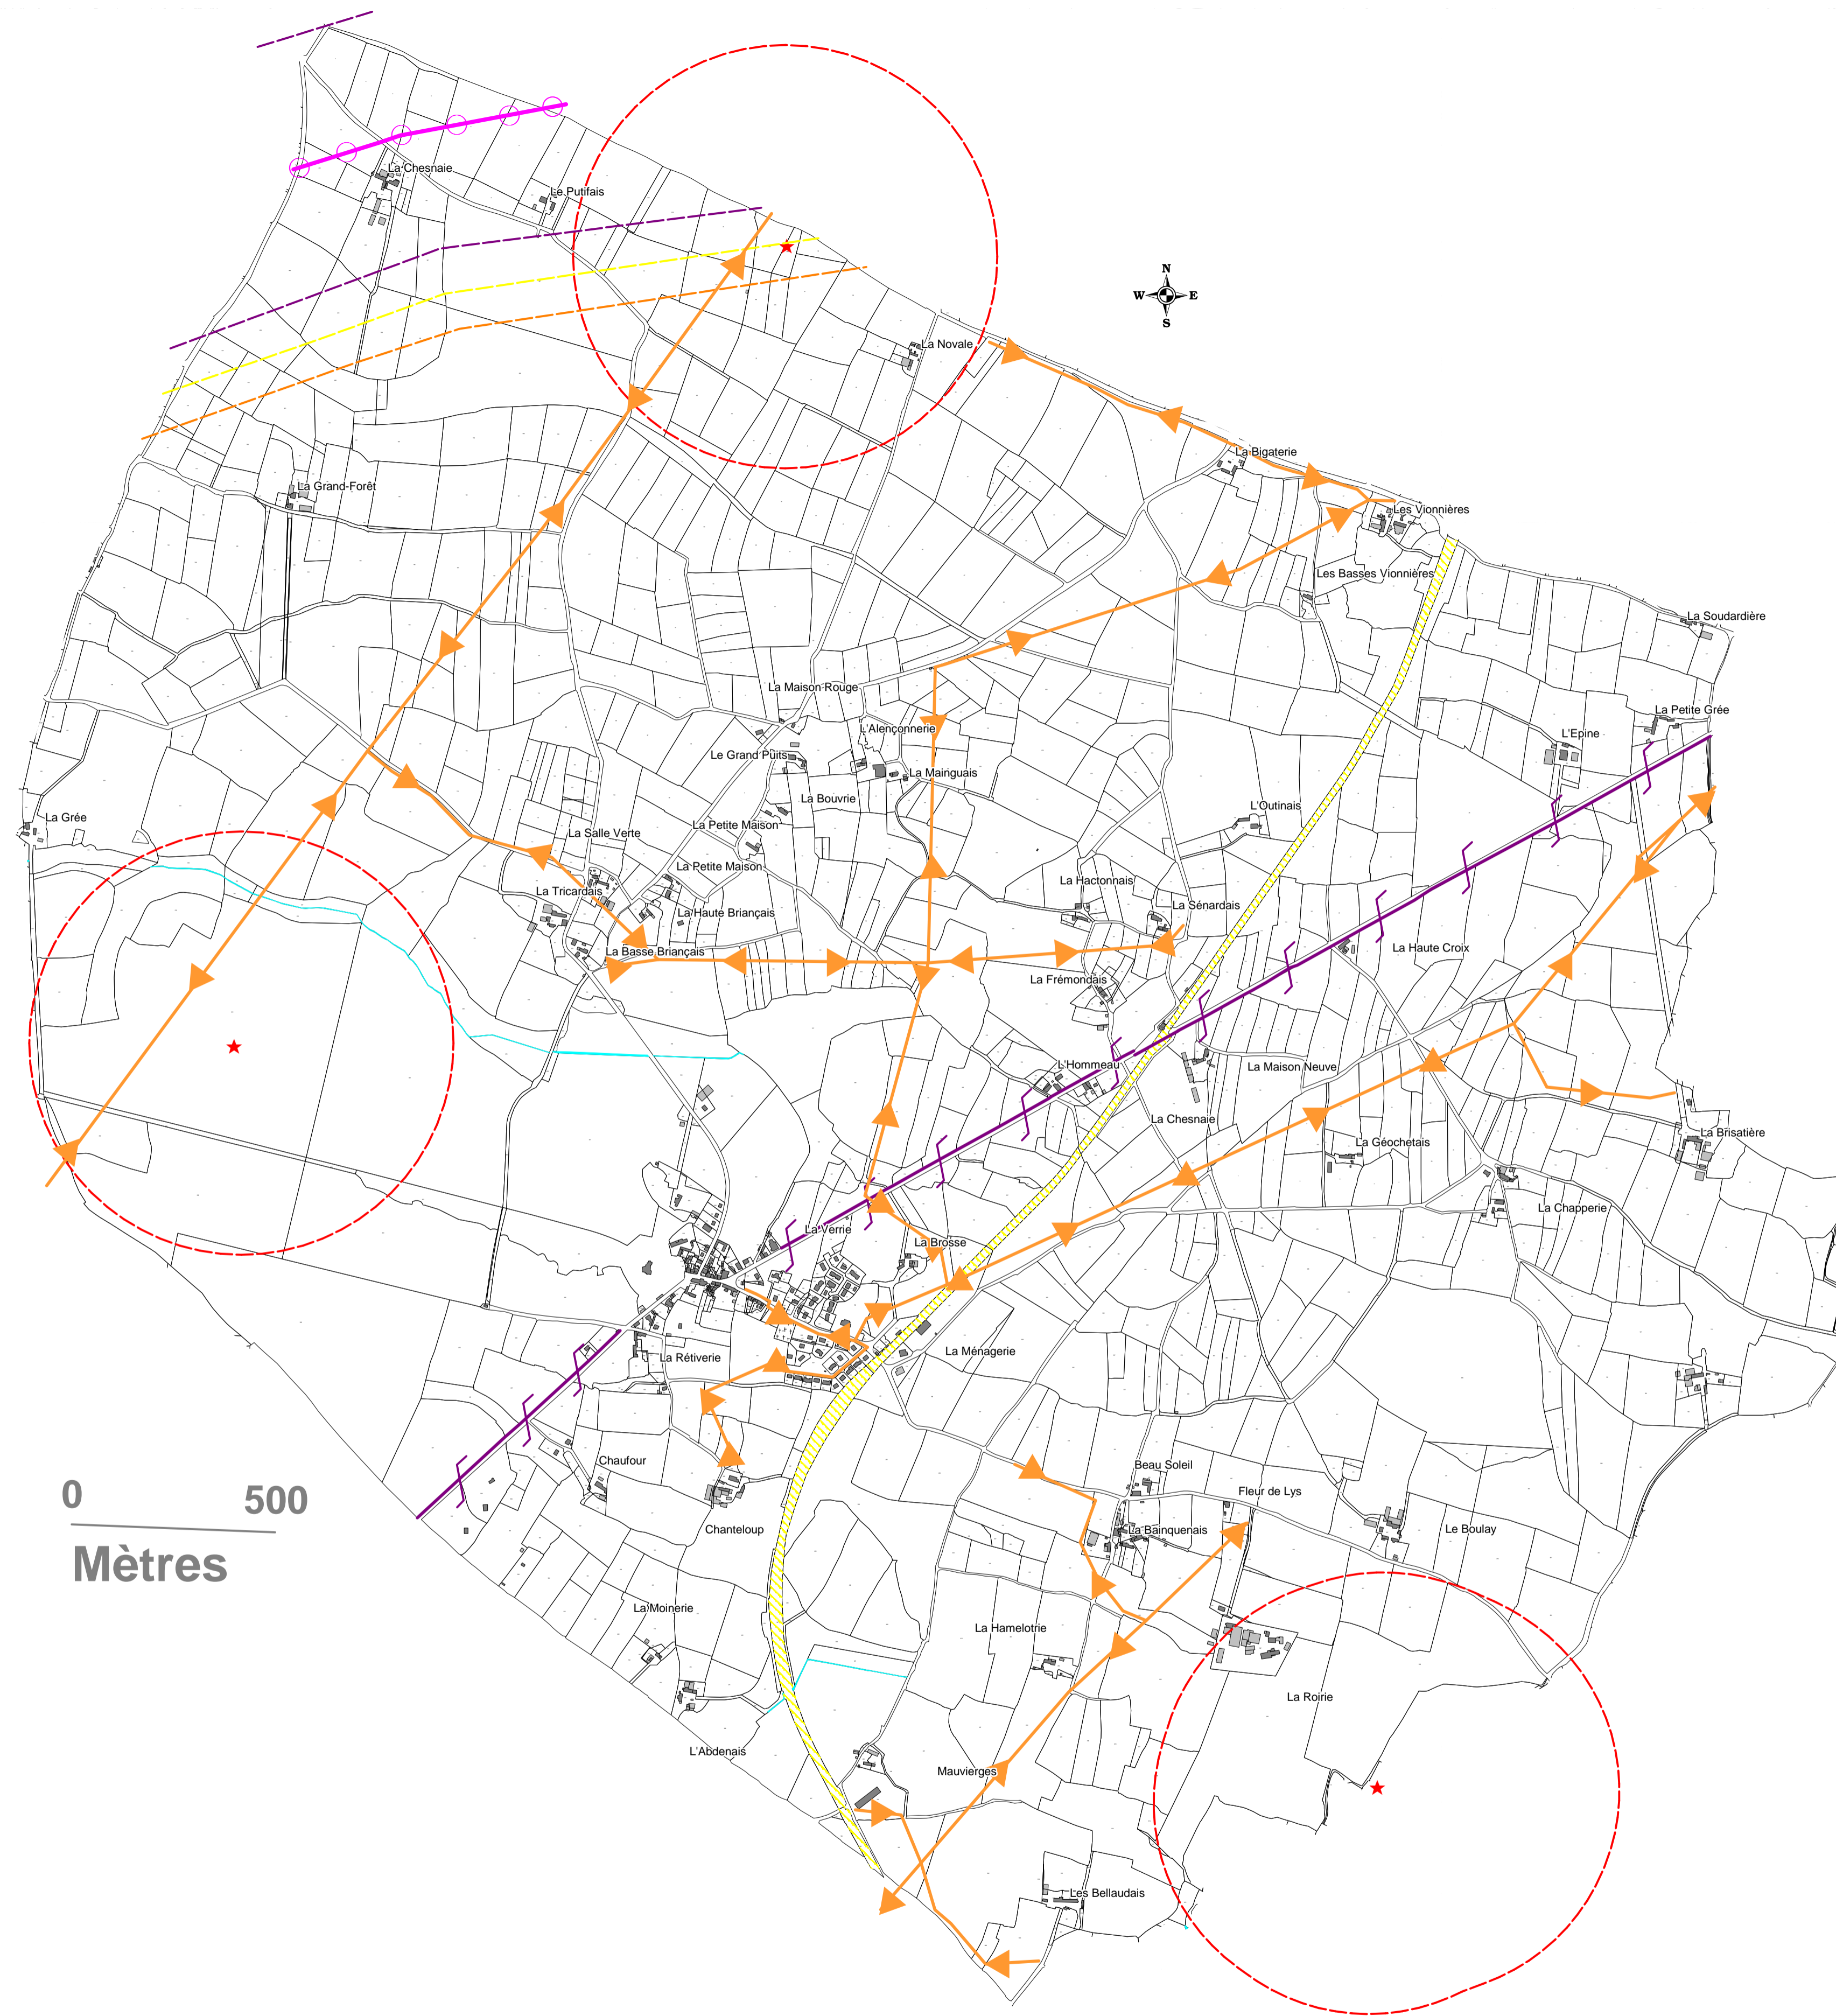 La Chesnaie
Le Putifais
N
W E
S
La Novale
La Bigaterie
La Grand-Forêt
Les Vionnières
Les Basses Vionnières
La Soudardière
La Maison Rouge
La Petite Grée
L'Alençonnerie
L'Epine
Le Grand Puits
La Mainguais
La Bouvrie
L'Outinais
La Grée
La Petite Maison
La Salle Verte
La Petite Maison
La Hactonnais
La Tricardais
La Sénardais
La Haute Briançais
La Haute Croix
La Basse Briançais
La Frémondais
L'Hommeau
La Maison Neuve
La Chesnaie
La Brisatière
La Géochetais
La Chapperie
La Verrie
La Brosse
La Ménagerie
La Rétiverie
Chaufour
Beau Soleil
Fleur de Lys
0 500
Mètres
Chanteloup
La Bainquenais
Le Boulay
La Moinerie
La Hamelotrie
La Roirie
L'Abdenais
Mauvierges
Les Bellaudais